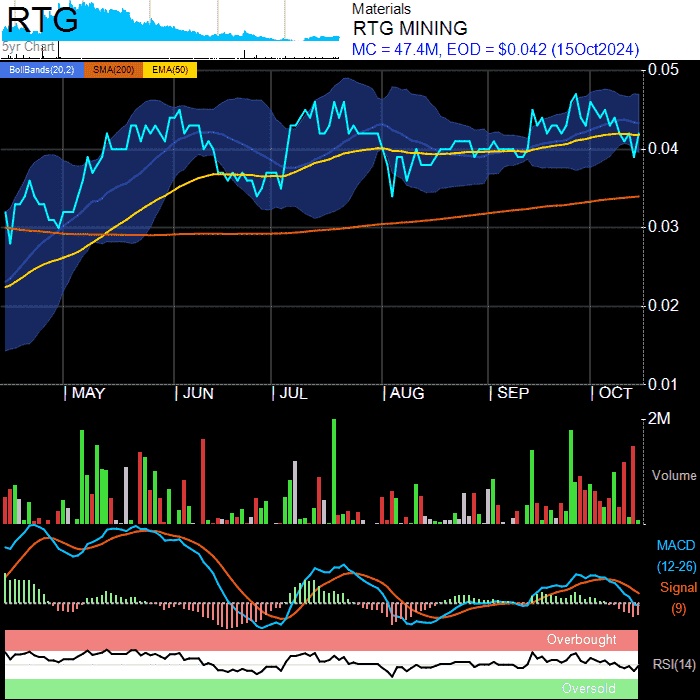 RTG
5yr Chart
Materials
RTG MINING
MC = 47.4M, EOD = $0.042 (15Oct2024)
BollBands(20,2) SMA(200) EMA(50)
0.05
0.04
0.03
0.02
0.01
MAY JUN JUL AUG SEP OCT
2M
Volume
MACD
(12-26)
Signal
(9)
Overbought
RSI(14)
Oversold